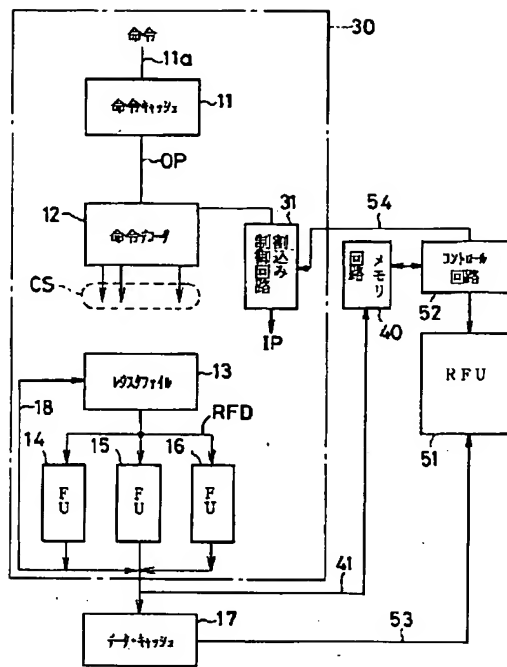 30
命令
11a
命令キャッシュ
11
OP
12
命令デコーダ
31
割込み
制御回路
54
メモリ
回路
40
コントロール
回路
52
CS
IP
RFU
51
レジスタファイル
13
18
RFD
14
15
16
FU
FU
FU
41
17
データ・キャッシュ
53